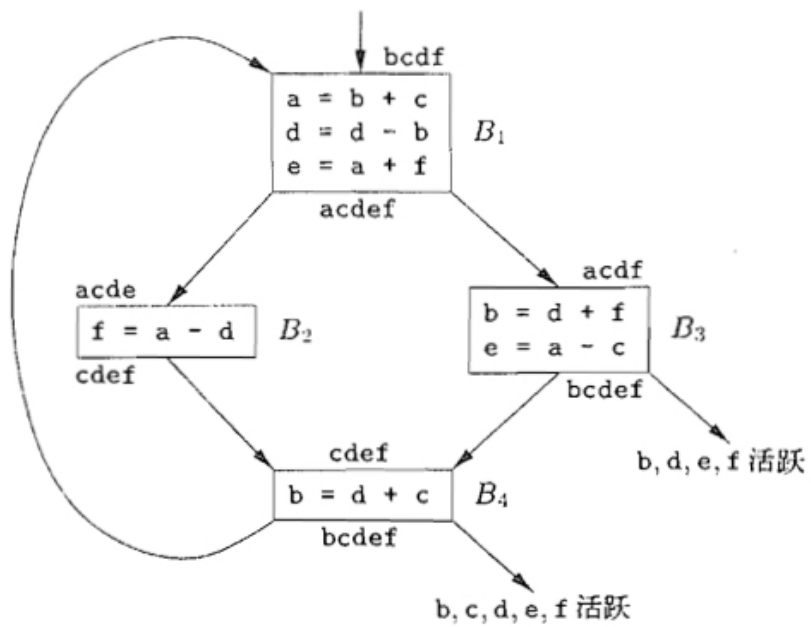 bcdf
a = b + c
d = d - b
e = a + f
B₁
acdef
acde
f = a - d
B₂
cdef
acdf
b = d + f
e = a - c
B₃
bcdef
b, d, e, f 活跃
cdef
b = d + c
B₄
bcdef
b, c, d, e, f 活跃